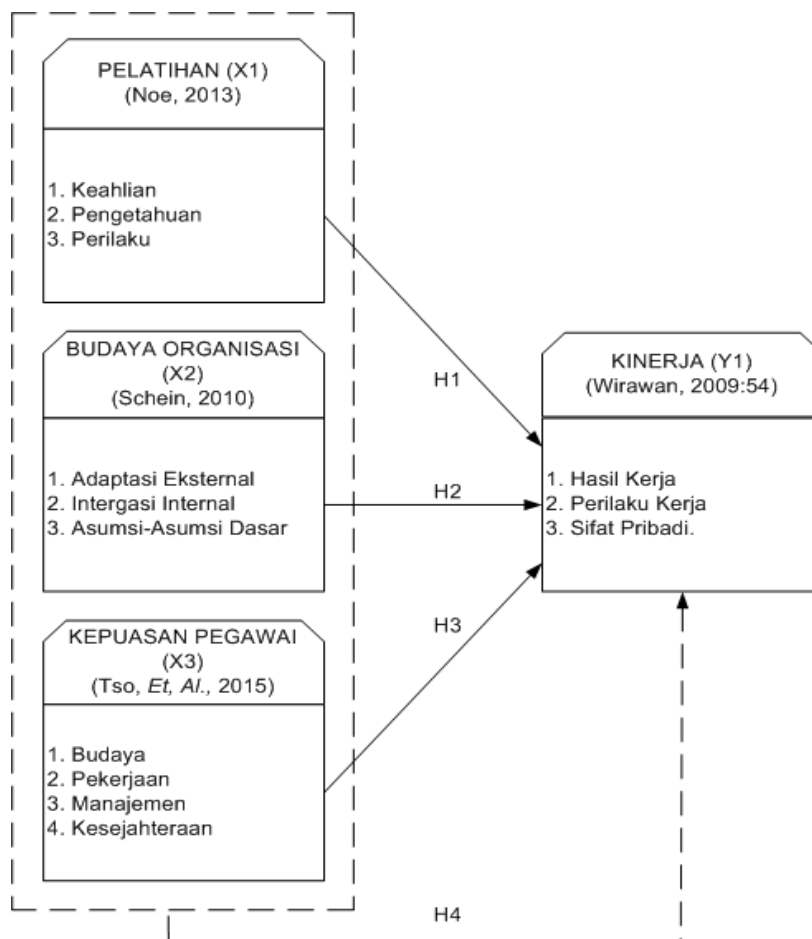 PELATIHAN (X1)
(Noe, 2013)
1. Keahlian
2. Pengetahuan
3. Perilaku
BUDAYA ORGANISASI
(X2)
(Schein, 2010)
1. Adaptasi Eksternal
2. Intergasi Internal
3. Asumsi-Asumsi Dasar
KEPUASAN PEGAWAI
(X3)
(Tso, Et, Al., 2015)
1. Budaya
2. Pekerjaan
3. Manajemen
4. Kesejahteraan
H1
H2
H3
H4
KINERJA (Y1)
(Wirawan, 2009:54)
1. Hasil Kerja
2. Perilaku Kerja
3. Sifat Pribadi.